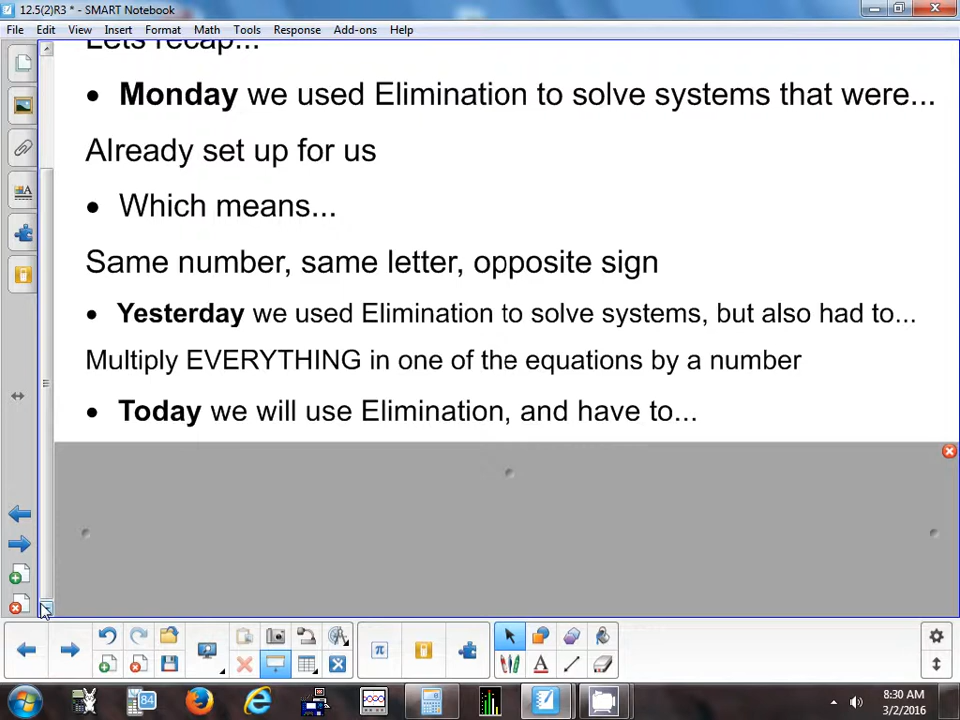 12.5(2)R3 * - SMART Notebook
File Edit View Insert Format Math Tools Response Add-ons Help
Lets recap...
• Monday we used Elimination to solve systems that were...
Already set up for us
• Which means...
Same number, same letter, opposite sign
• Yesterday we used Elimination to solve systems, but also had to...
Multiply EVERYTHING in one of the equations by a number
• Today we will use Elimination, and have to...
π
A
84
8:30 AM
3/2/2016